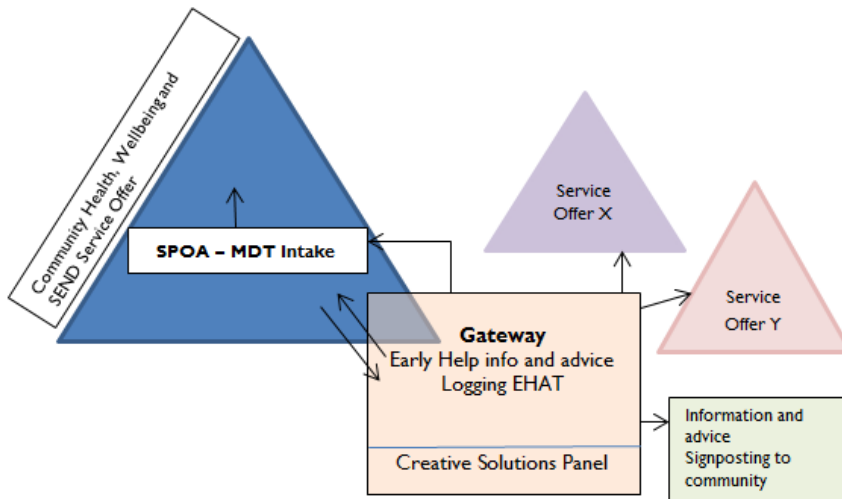 Community Health, Wellbeing and
SEND Service Offer
SPOA – MDT Intake
Service
Offer X
Service
Offer Y
Gateway
Early Help info and advice
Logging EHAT
Creative Solutions Panel
Information and
advice
Signposting to
community